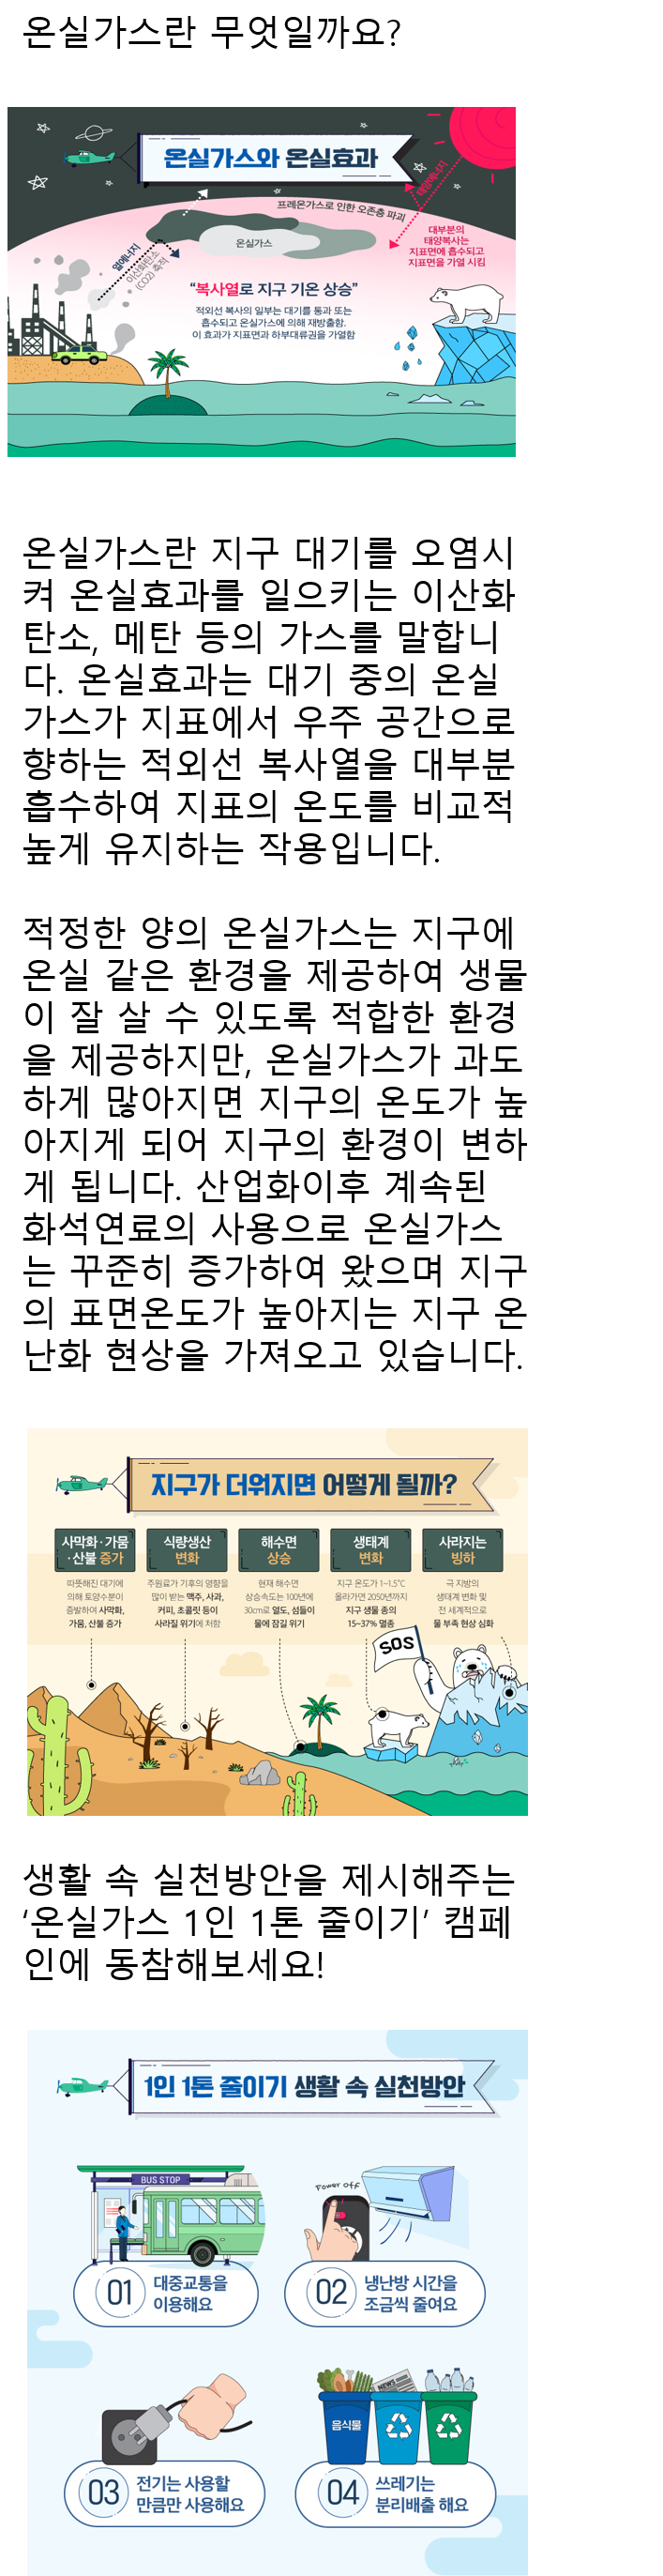 온실가스란 무엇일까요?
온실가스와 온실효과
태양에너지
프레온가스로 인한 오존층 파괴
온실가스
대부분의
태양복사는
지표면에 흡수되고
지표면을 가열 시킴
열에너지
이산화탄소
(CO2) 축적
“복사열로 지구 기온 상승”
적외선 복사의 일부는 대기를 통과 또는
흡수되고 온실가스에 의해 재방출함.
이 효과가 지표면과 하부대류권을 가열함
온실가스란 지구 대기를 오염시
켜 온실효과를 일으키는 이산화
탄소, 메탄 등의 가스를 말합니
다. 온실효과는 대기 중의 온실
가스가 지표에서 우주 공간으로
향하는 적외선 복사열을 대부분
흡수하여 지표의 온도를 비교적
높게 유지하는 작용입니다.
적정한 양의 온실가스는 지구에
온실 같은 환경을 제공하여 생물
이 잘 살 수 있도록 적합한 환경
을 제공하지만, 온실가스가 과도
하게 많아지면 지구의 온도가 높
아지게 되어 지구의 환경이 변하
게 됩니다. 산업화이후 계속된
화석연료의 사용으로 온실가스
는 꾸준히 증가하여 왔으며 지구
의 표면온도가 높아지는 지구 온
난화 현상을 가져오고 있습니다.
지구가 더워지면 어떻게 될까?
사막화·가뭄
·산불 증가
따뜻해진 대기에
의해 토양수분이
증발하여 사막화,
가뭄, 산불 증가
식량생산
변화
주원료가 기후의 영향을
많이 받는 맥주, 사과,
커피, 초콜릿 등이
사라질 위기에 처함
해수면
상승
현재 해수면
상승속도는 100년에
30cm로 열도, 섬들이
물에 잠길 위기
생태계
변화
지구 온도가 1~1.5℃
올라가면 2050년까지
지구 생물 종의
15~37% 멸종
사라지는
빙하
극 지방의
생태계 변화 및
전 세계적으로
물 부족 현상 심화
SOS
생활 속 실천방안을 제시해주는
‘온실가스 1인 1톤 줄이기’ 캠페
인에 동참해보세요!
1인 1톤 줄이기 생활 속 실천방안
BUS STOP
01 대중교통을
이용해요
Power off
02 냉난방 시간을
조금씩 줄여요
03 전기는 사용할
만큼만 사용해요
음식물
NEWS
04 쓰레기는
분리배출 해요